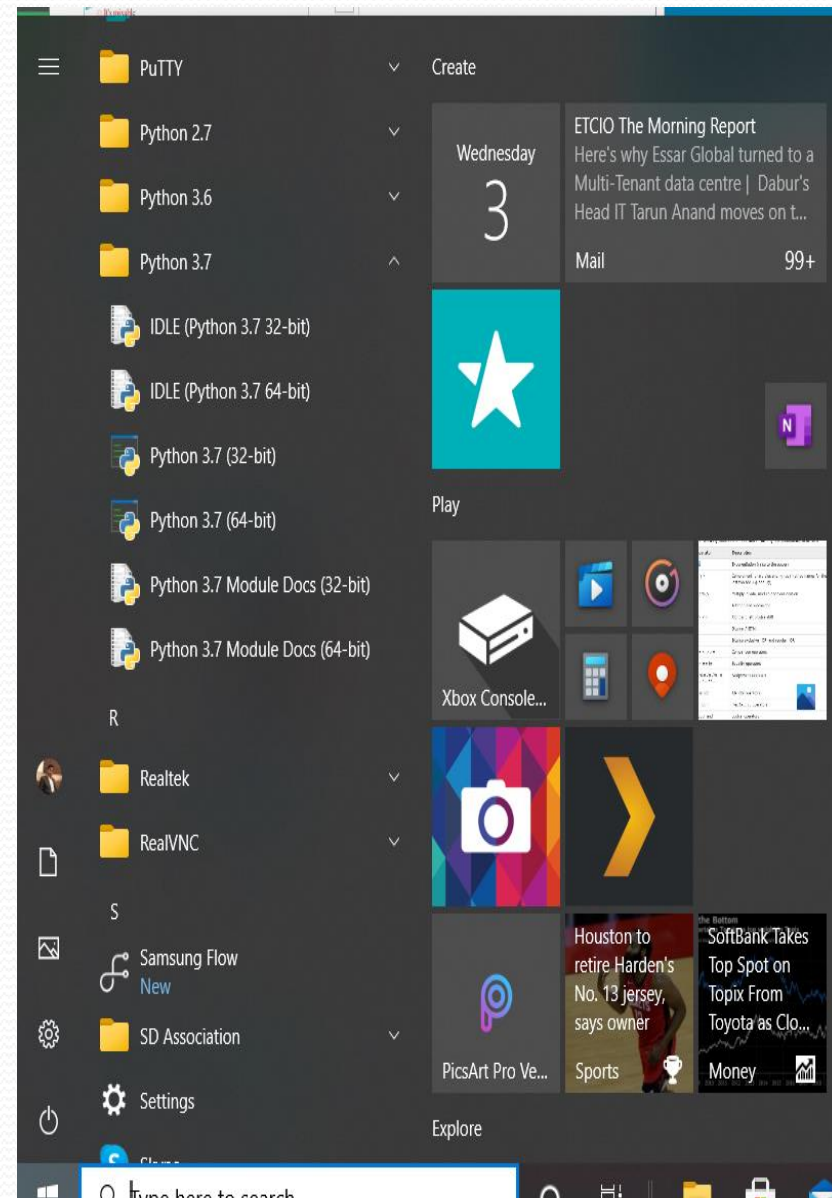 PuTTY
Python 2.7
Python 3.6
Python 3.7
IDLE (Python 3.7 32-bit)
IDLE (Python 3.7 64-bit)
Python 3.7 (32-bit)
Python 3.7 (64-bit)
Python 3.7 Module Docs (32-bit)
Python 3.7 Module Docs (64-bit)
R
Realtek
RealVNC
S
Samsung Flow
New
SD Association
Settings
Type here to search
Create
Wednesday
3
ETCIO The Morning Report
Here's why Essar Global turned to a
Multi-Tenant data centre | Dabur's
Head IT Tarun Anand moves on t...
Mail 99+
N
Play
Xbox Console...
PicsArt Pro Ve...
Houston to
retire Harden's
No. 13 jersey,
says owner
Sports
the Bottom
SoftBank Takes
Top Spot on
Topix From
Toyota as Clo...
Money
Explore